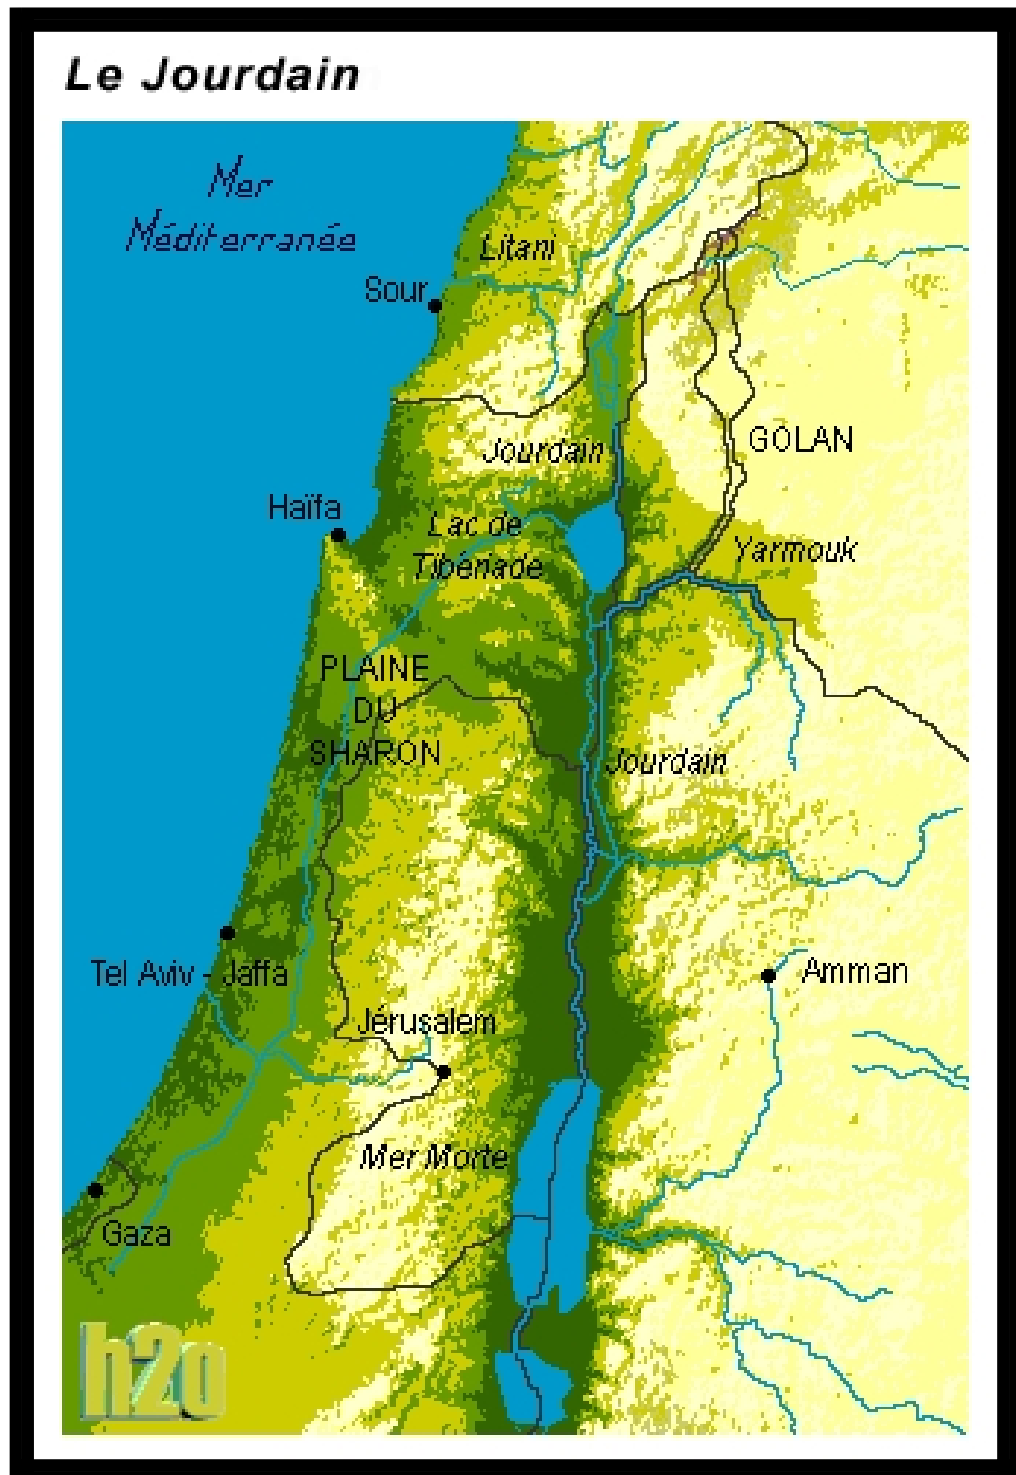 Le Jourdain
Mer
Méditerranée
Litani
Sour
Jourdain
GOLAN
Haïfa
Lac de
Tibériade
Yarmouk
PLAINE
DU
SHARON
Jourdain
Tel Aviv - Jaffa
Amman
Jérusalem
Mer Morte
Gaza
h2o